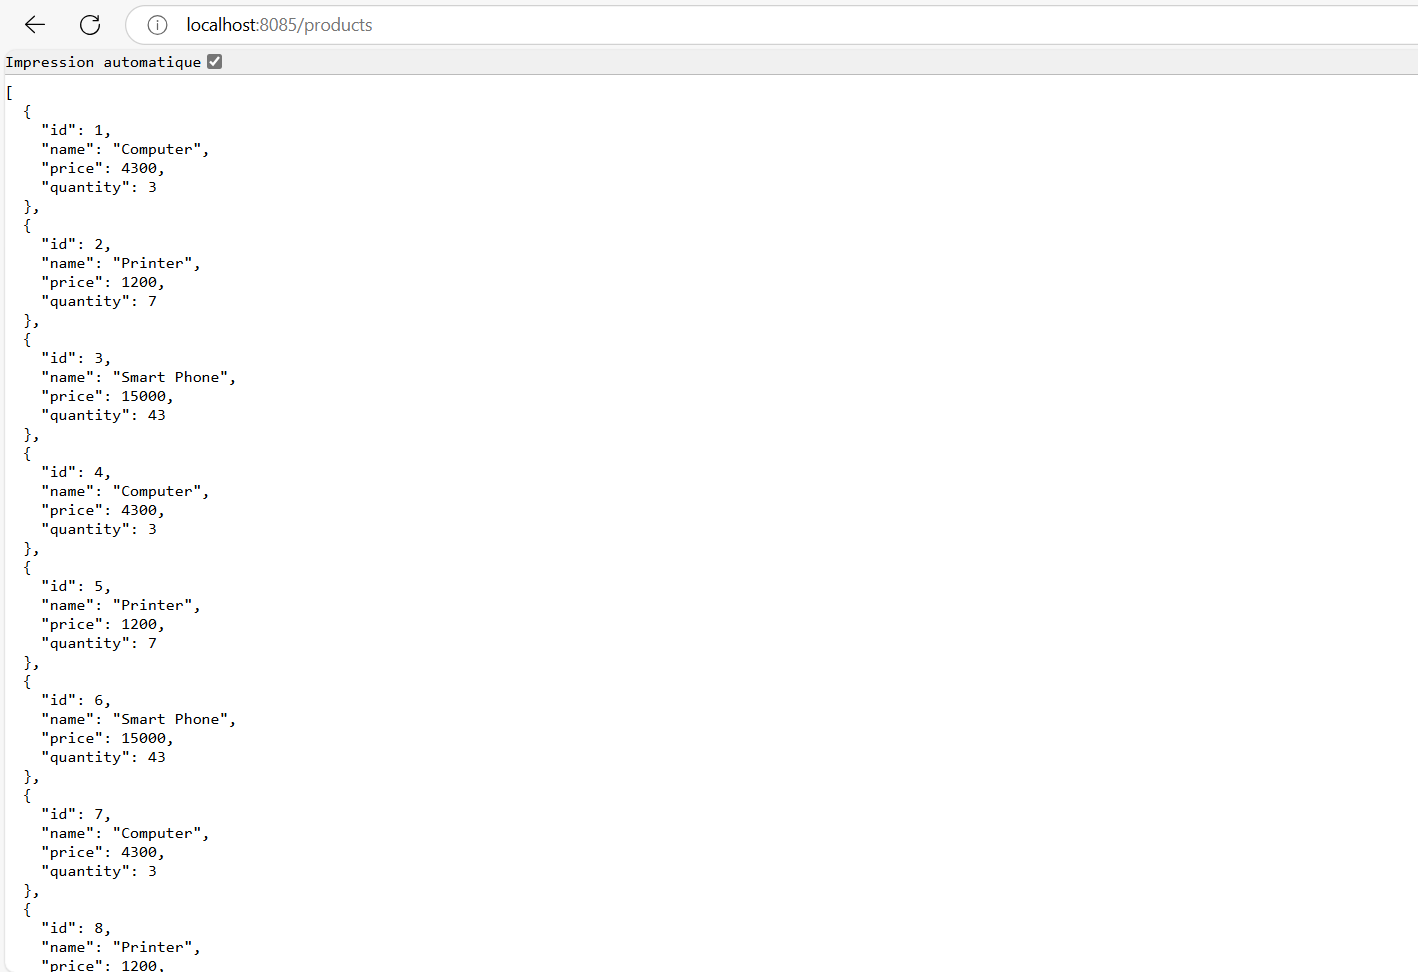 localhost:8085/products
Impression automatique
[
  {
    "id": 1,
    "name": "Computer",
    "price": 4300,
    "quantity": 3
  },
  {
    "id": 2,
    "name": "Printer",
    "price": 1200,
    "quantity": 7
  },
  {
    "id": 3,
    "name": "Smart Phone",
    "price": 15000,
    "quantity": 43
  },
  {
    "id": 4,
    "name": "Computer",
    "price": 4300,
    "quantity": 3
  },
  {
    "id": 5,
    "name": "Printer",
    "price": 1200,
    "quantity": 7
  },
  {
    "id": 6,
    "name": "Smart Phone",
    "price": 15000,
    "quantity": 43
  },
  {
    "id": 7,
    "name": "Computer",
    "price": 4300,
    "quantity": 3
  },
  {
    "id": 8,
    "name": "Printer",
    "price": 1200,